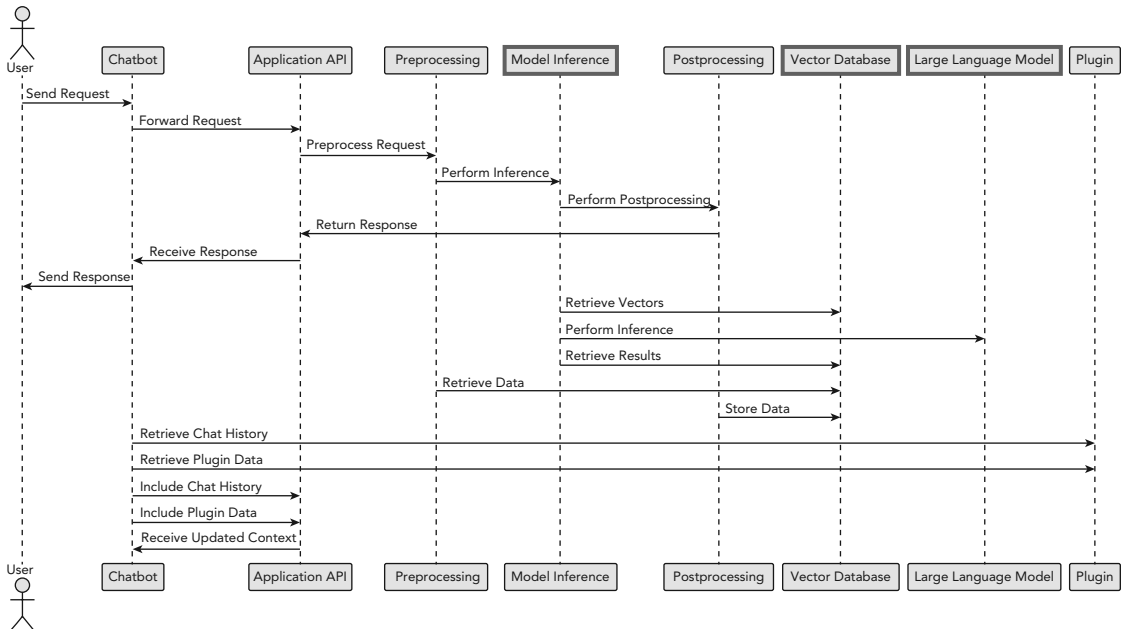 Chatbot
Application API
Preprocessing
Model Inference
Postprocessing
Vector Database
Large Language Model
Plugin
User
Send Request
Forward Request
Preprocess Request
Perform Inference
Perform Postprocessing
Return Response
Receive Response
Send Response
Retrieve Vectors
Perform Inference
Retrieve Results
Retrieve Data
Store Data
Retrieve Chat History
Retrieve Plugin Data
Include Chat History
Include Plugin Data
Receive Updated Context
User
Chatbot
Application API
Preprocessing
Model Inference
Postprocessing
Vector Database
Large Language Model
Plugin